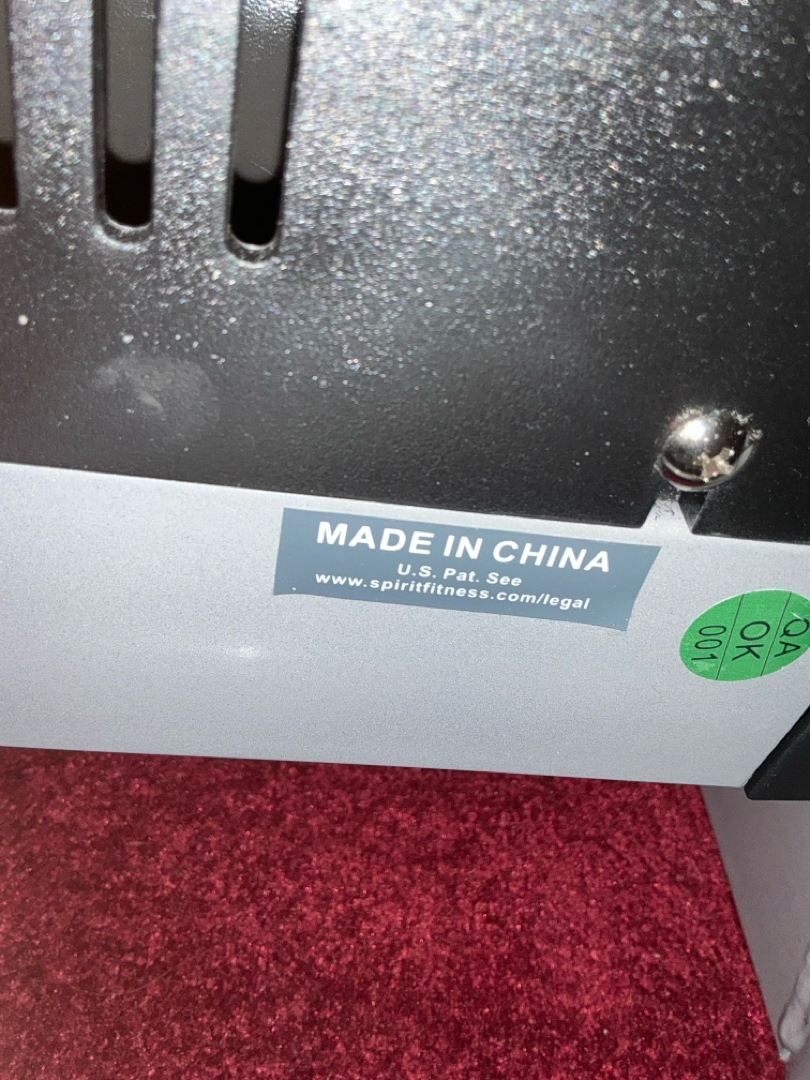 MADE IN CHINA
U.S. Pat. See
www.spiritfitness.com/legal
QA
OK
001